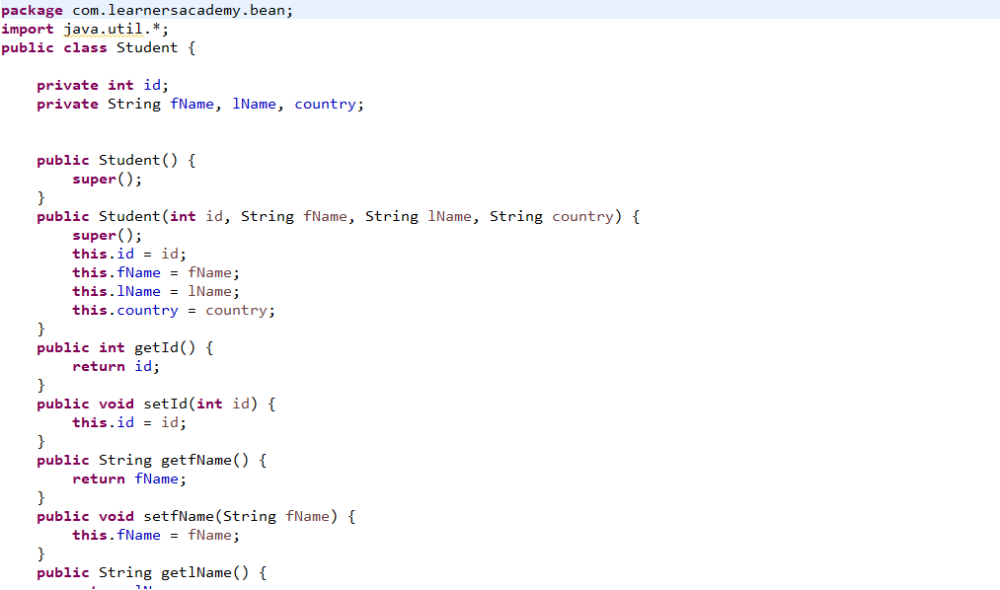 package com.learnersacademy.bean;
import java.util.*;
public class Student {
private int id;
private String fName, lName, country;
public Student() {
super();
}
public Student(int id, String fName, String lName, String country) {
super();
this.id = id;
this.fName = fName;
this.lName = lName;
this.country = country;
}
public int getId() {
return id;
}
public void setId(int id) {
this.id = id;
}
public String getfName() {
return fName;
}
public void setfName(String fName) {
this.fName = fName;
}
public String getlName() {